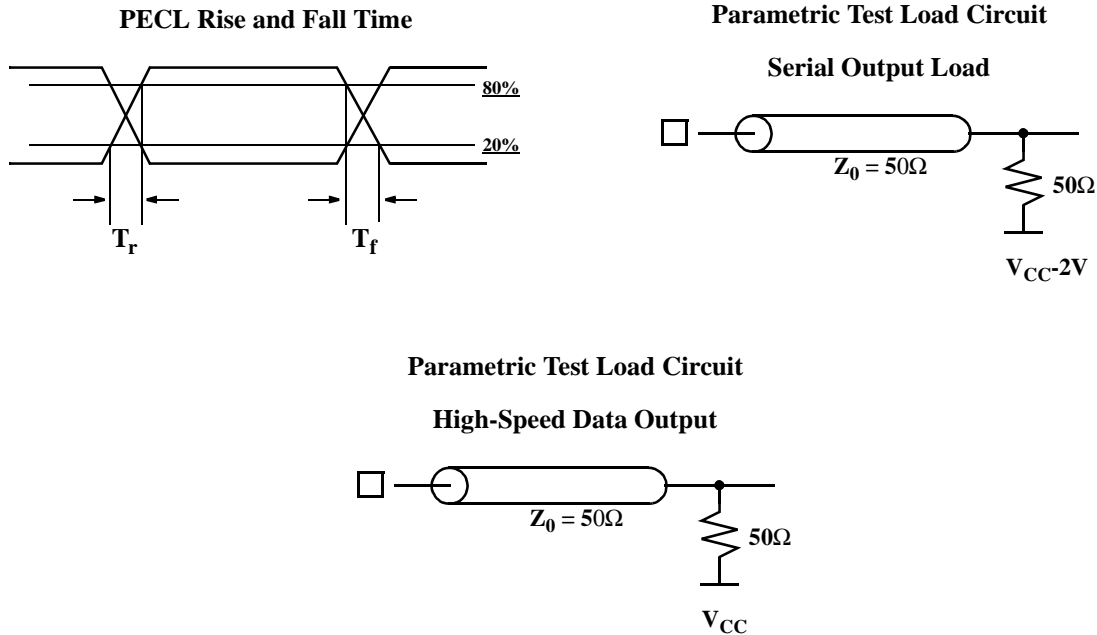 PECL Rise and Fall Time
80%
20%
Tr
Tf
Parametric Test Load Circuit
Serial Output Load
Z0 = 50Ω
50Ω
VCC-2V
Parametric Test Load Circuit
High-Speed Data Output
Z0 = 50Ω
50Ω
VCC